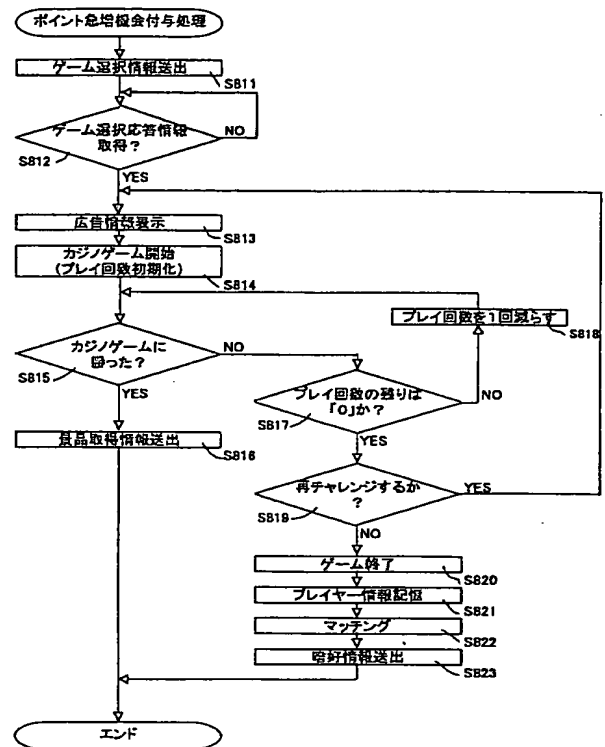 ポイント急増機会付与処理
ゲーム選択情報送出
S811
ゲーム選択応答情報
取得？
NO
S812
YES
広告情報表示
S813
カジノゲーム開始
(プレイ回数初期化)
S814
プレイ回数を1回減らす
S818
カジノゲームに
勝った？
NO
S815
YES
プレイ回数の残りは
「0」か？
NO
S817
YES
景品取得情報送出
S816
再チャレンジするか
？
YES
S819
NO
ゲーム終了
S820
プレイヤー情報記憶
S821
マッチング
S822
嗜好情報送出
S823
エンド